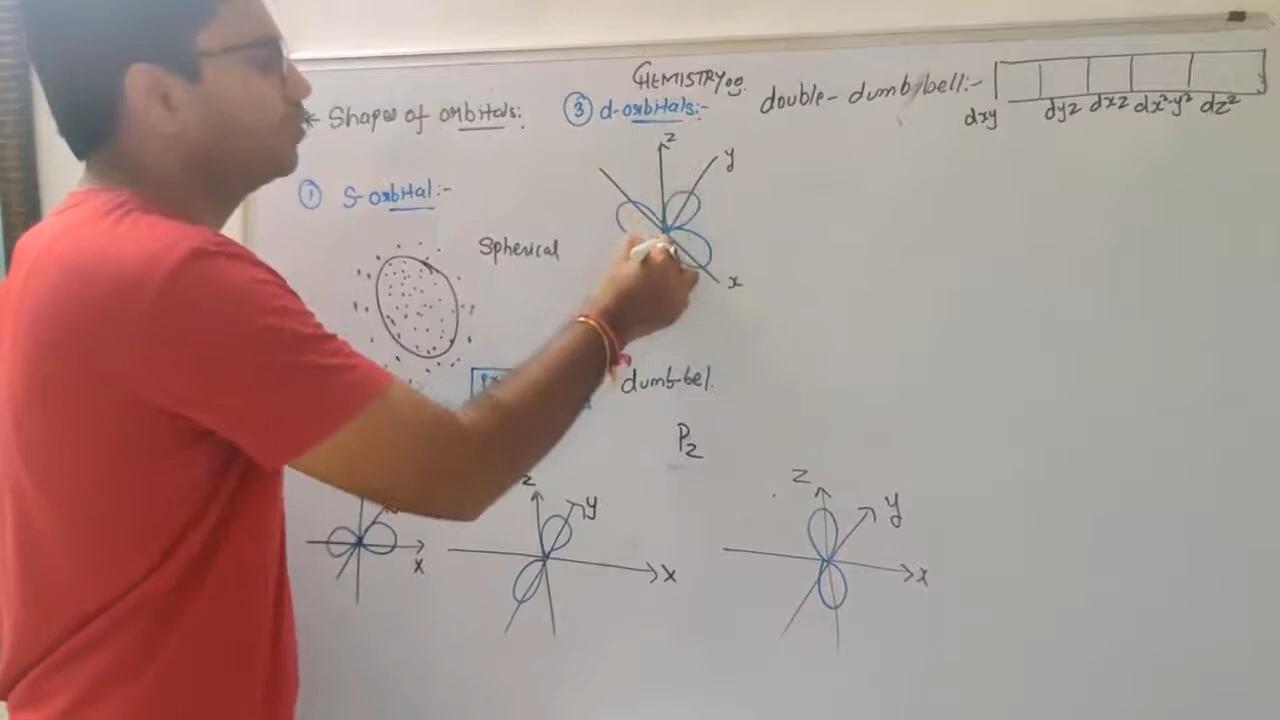 CHEMISTRY09.
* Shapes of orbitals:
③ d-orbitals:-
double-dumbbell:-
dxy dyz dxz dx²-y² dz²
① S-orbital:-
Spherical
z
y
x
dumb-bel.
Pz
x
z
y
x
z
y
x